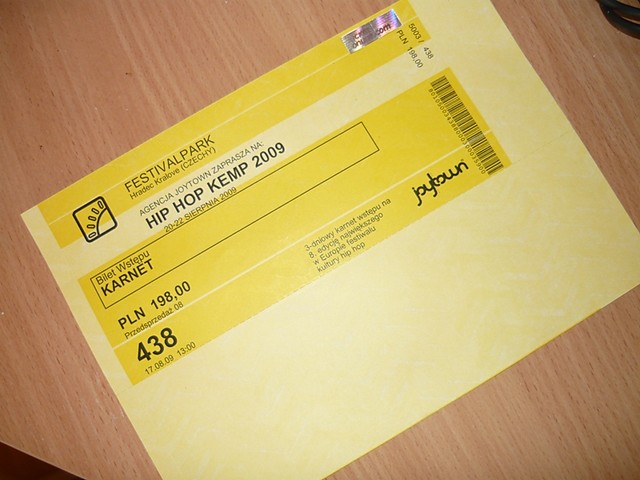 FESTIVALPARK
Hradec Kralove (CZECHY)
AGENCJA JOYTOWN ZAPRASZA NA:
HIP HOP KEMP 2009
20-22 SIERPNIA 2009
Bilet Wstępu
KARNET
PLN 198,00
Przedsprzedaż 08
438
17.08.09 13:00
3-dniowy karnet wstępu na
8. edycję największego
w Europie festiwalu
kultury hip hop
joytown
5003 / 438
PLN 198,00